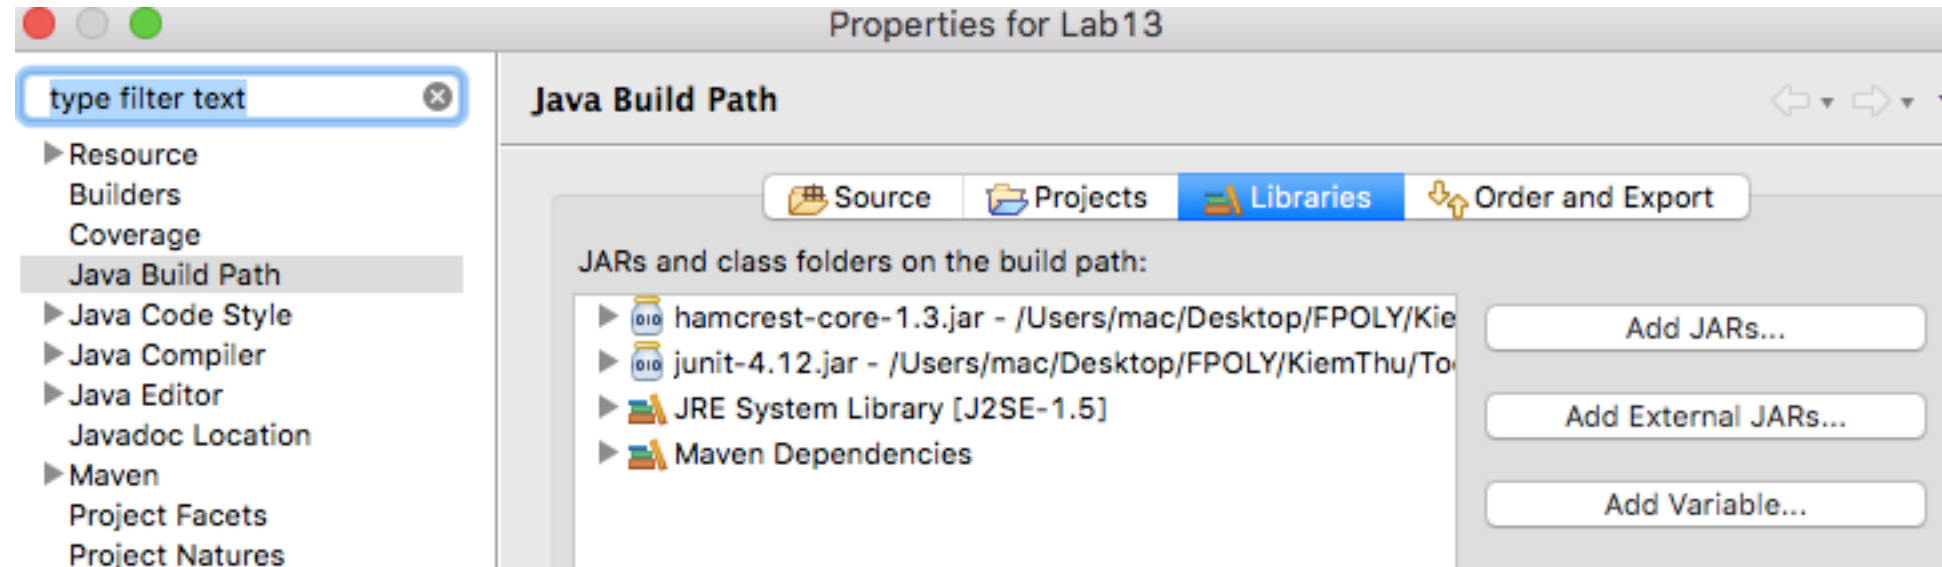 Properties for Lab13
type filter text
Resource
Builders
Coverage
Java Build Path
Java Code Style
Java Compiler
Java Editor
Javadoc Location
Maven
Project Facets
Project Natures
Java Build Path
Source Projects Libraries Order and Export
JARs and class folders on the build path:
hamcrest-core-1.3.jar - /Users/mac/Desktop/FPOLY/Kie
junit-4.12.jar - /Users/mac/Desktop/FPOLY/KiemThu/Too
JRE System Library [J2SE-1.5]
Maven Dependencies
Add JARs...
Add External JARs...
Add Variable...